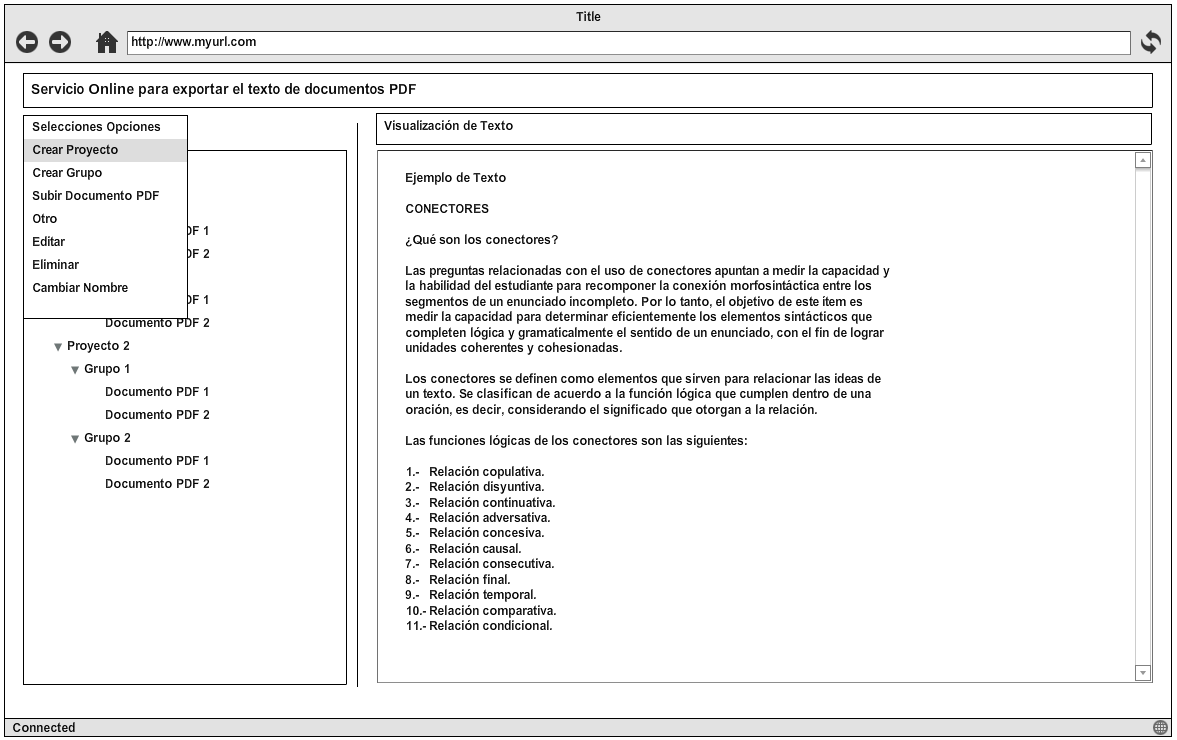 Title
http://www.myurl.com
Servicio Online para exportar el texto de documentos PDF
Selecciones Opciones
Crear Proyecto
Crear Grupo
Subir Documento PDF
Otro
Editar
Eliminar
Cambiar Nombre
DF 1
DF 2
DF 1
Documento PDF 2
Proyecto 2
Grupo 1
Documento PDF 1
Documento PDF 2
Grupo 2
Documento PDF 1
Documento PDF 2
Visualización de Texto
Ejemplo de Texto
CONECTORES
¿Qué son los conectores?
Las preguntas relacionadas con el uso de conectores apuntan a medir la capacidad y
la habilidad del estudiante para recomponer la conexión morfosintáctica entre los
segmentos de un enunciado incompleto. Por lo tanto, el objetivo de este ítem es
medir la capacidad para determinar eficientemente los elementos sintácticos que
completen lógica y gramaticalmente el sentido de un enunciado, con el fin de lograr
unidades coherentes y cohesionadas.
Los conectores se definen como elementos que sirven para relacionar las ideas de
un texto. Se clasifican de acuerdo a la función lógica que cumplen dentro de una
oración, es decir, considerando el significado que otorgan a la relación.
Las funciones lógicas de los conectores son las siguientes:
1.- Relación copulativa.
2.- Relación disyuntiva.
3.- Relación continuativa.
4.- Relación adversativa.
5.- Relación concesiva.
6.- Relación causal.
7.- Relación consecutiva.
8.- Relación final.
9.- Relación temporal.
10.- Relación comparativa.
11.- Relación condicional.
Connected